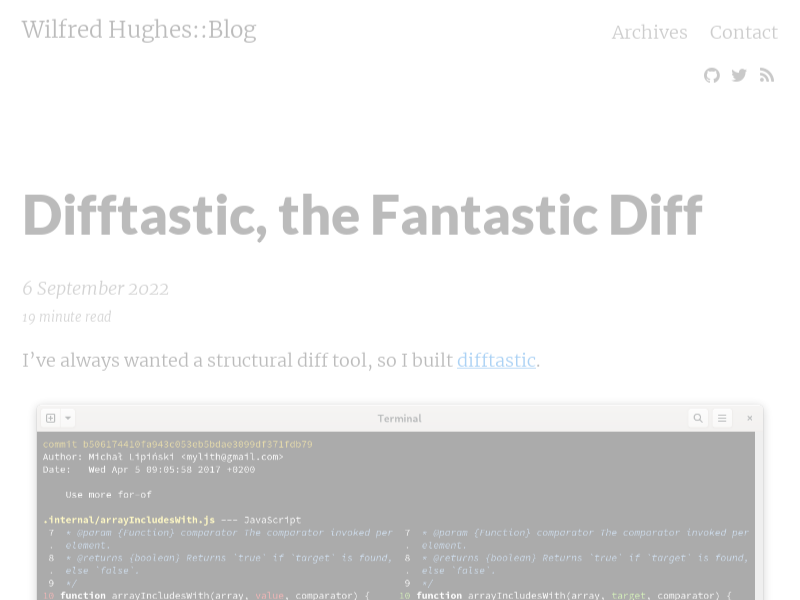 Wilfred Hughes::Blog
Archives Contact
Difftastic, the Fantastic Diff
6 September 2022
19 minute read
I've always wanted a structural diff tool, so I built difftastic.
Terminal
commit b506174410fa943c053eb5bdae3099df371fdb79
Author: Michał Lipiński <mylith@gmail.com>
Date: Wed Apr 5 09:05:58 2017 +0200
Use more for-of
.internal/arrayIncludesWith.js --- JavaScript
7 * @param {Function} comparator The comparator invoked per 7 * @param {Function} comparator The comparator invoked per
. element. . element.
8 * @returns {boolean} Returns `true` if `target` is found, 8 * @returns {boolean} Returns `true` if `target` is found,
. else `false`. . else `false`.
9 */ 9 */
10 function arrayIncludesWith(array, value, comparator) { 10 function arrayIncludesWith(array, target, comparator) {